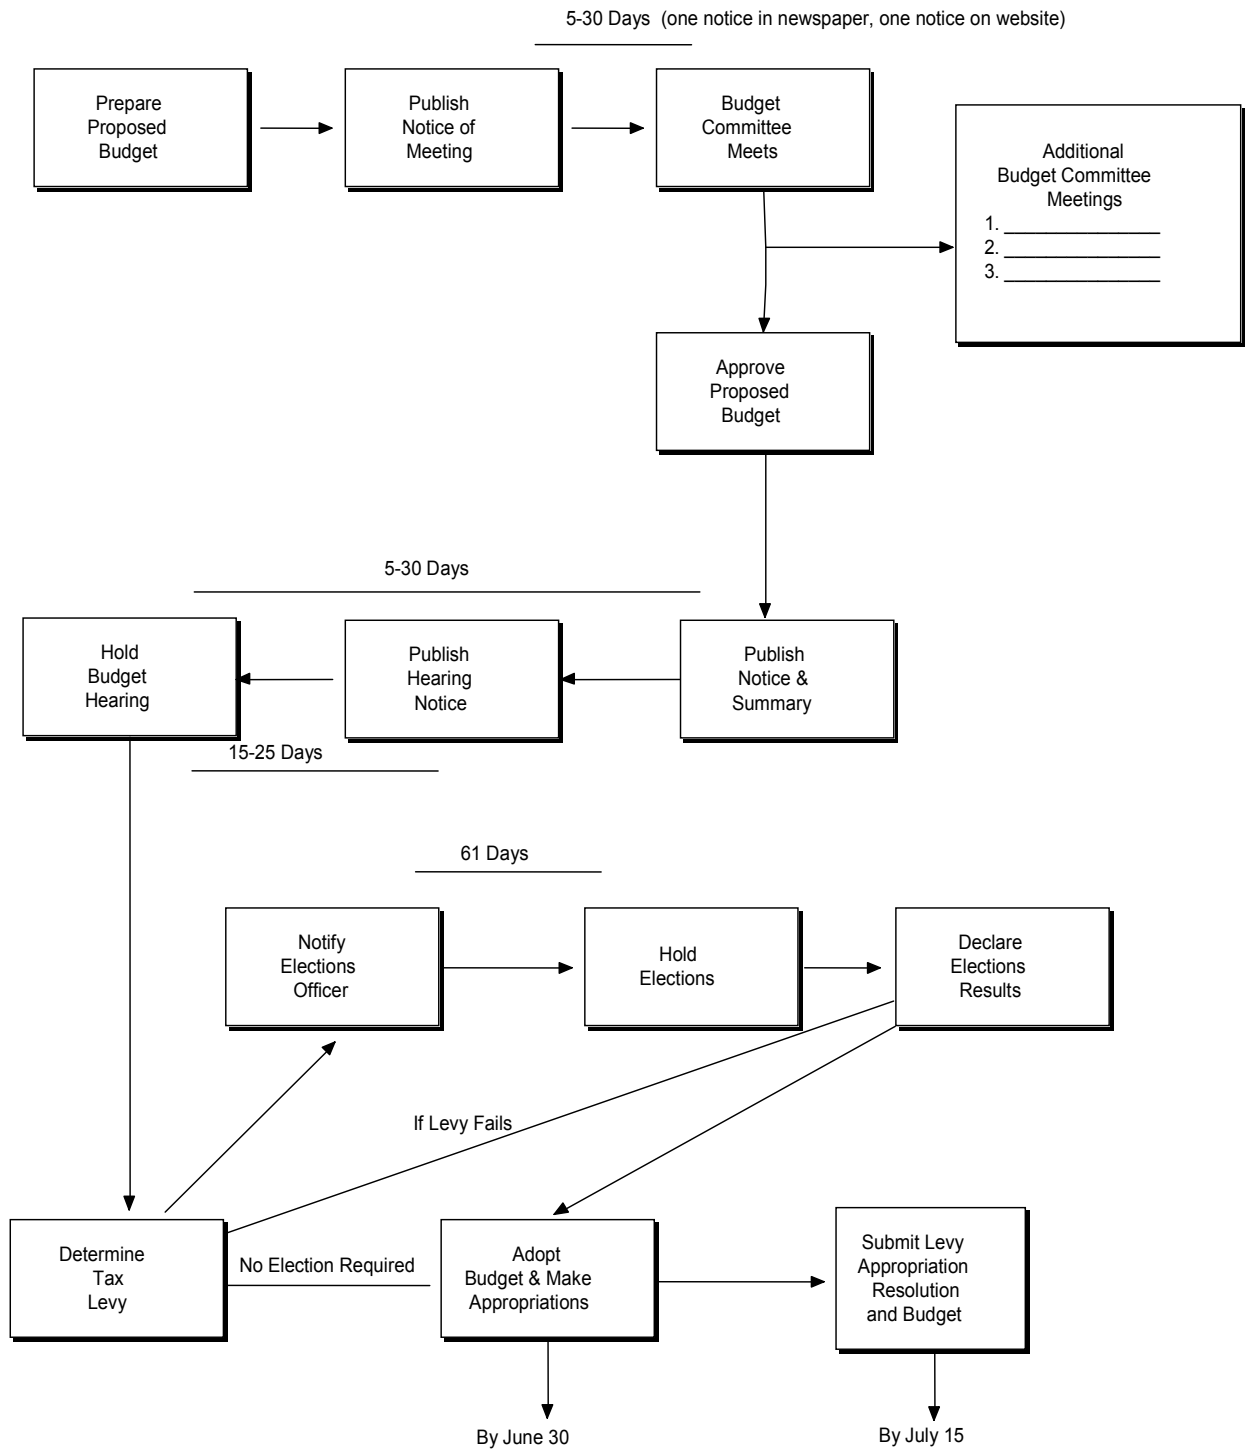 5-30 Days  (one notice in newspaper, one notice on website)
Prepare
Proposed
Budget
Publish
Notice of
Meeting
Budget
Committee
Meets
Additional
Budget Committee
Meetings
1. ________________
2. ________________
3. ________________
Approve
Proposed
Budget
5-30 Days
Hold
Budget
Hearing
Publish
Hearing
Notice
Publish
Notice &
Summary
15-25 Days
61 Days
Notify
Elections
Officer
Hold
Elections
Declare
Elections
Results
If Levy Fails
Determine
Tax
Levy
No Election Required
Adopt
Budget & Make
Appropriations
Submit Levy
Appropriation
Resolution
and Budget
By June 30
By July 15